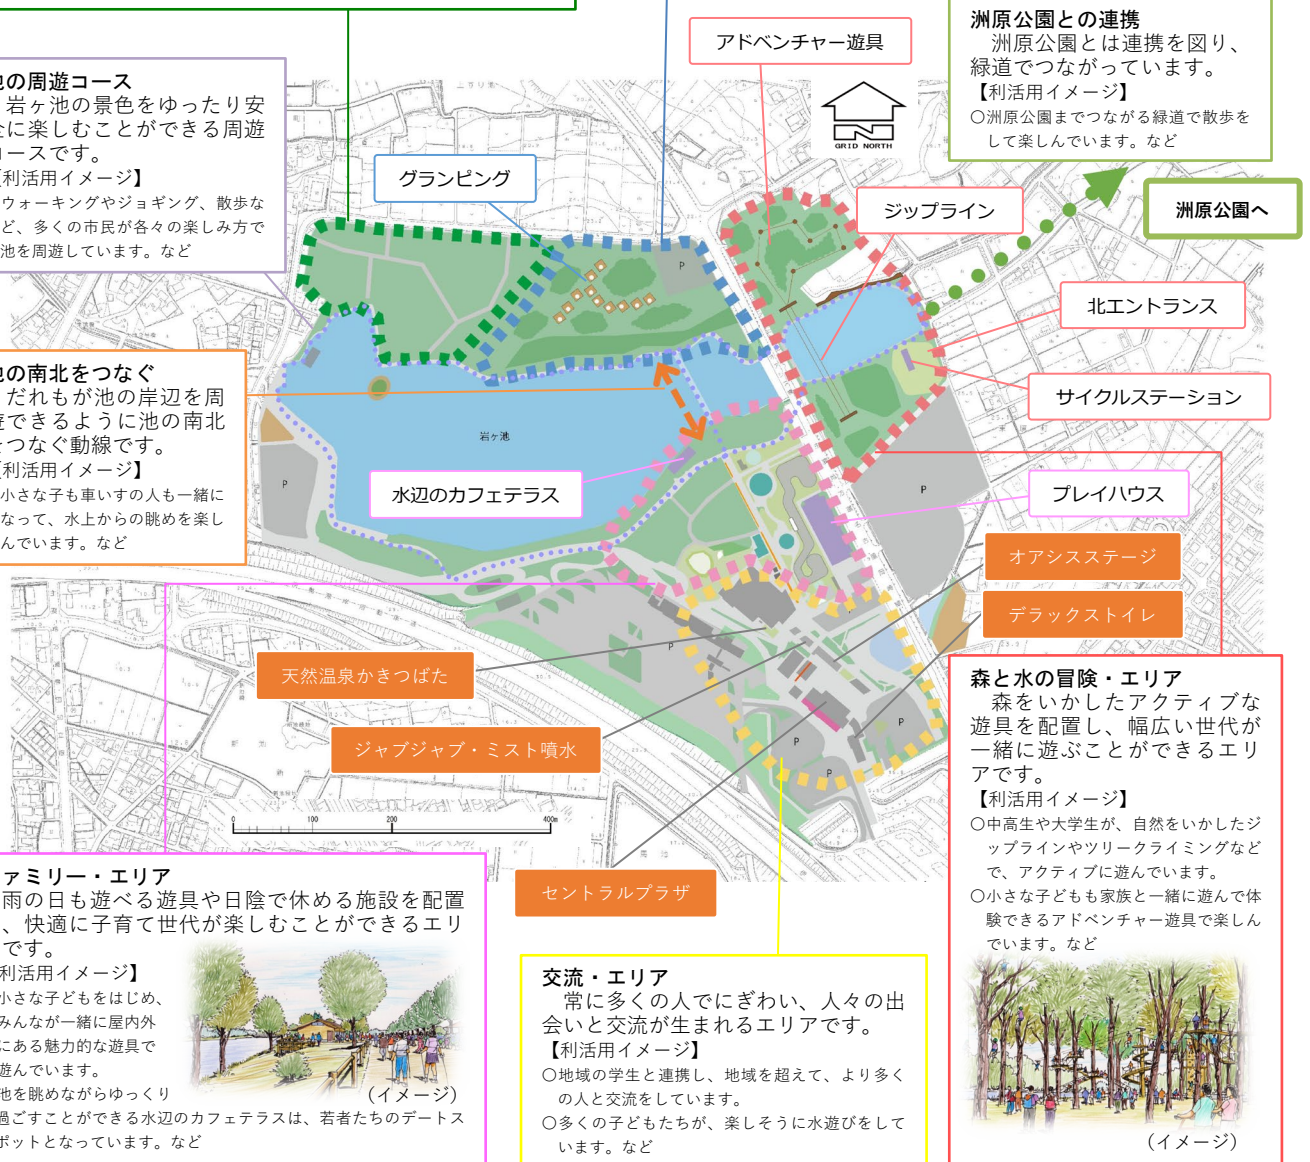 洲原公園との連携
洲原公園とは連携を図り、
緑道でつながっています。
【利活用イメージ】
○洲原公園までつながる緑道で散歩を
して楽しんでいます。など
アドベンチャー遊具
GRID NORTH
池の周遊コース
岩ヶ池の景色をゆったり安
全に楽しむことができる周遊
コースです。
【利活用イメージ】
ウォーキングやジョギング、散歩な
ど、多くの市民が各々の楽しみ方で
池を周遊しています。など
グランピング
ジップライン
洲原公園へ
北エントランス
サイクルステーション
池の南北をつなぐ
だれもが池の岸辺を周
遊できるように池の南北
をつなぐ動線です。
【利活用イメージ】
小さな子も車いすの人も一緒に
なって、水上からの眺めを楽し
んでいます。など
岩ヶ池
P
P
P
P
P
P
P
P
水辺のカフェテラス
プレイハウス
オアシスステージ
デラックストイレ
天然温泉かきつばた
ジャブジャブ・ミスト噴水
セントラルプラザ
0 100 200 400m
森と水の冒険・エリア
森をいかしたアクティブな
遊具を配置し、幅広い世代が
一緒に遊ぶことができるエリ
アです。
【利活用イメージ】
○中高生や大学生が、自然をいかしたジ
ップラインやツリークライミングなど
で、アクティブに遊んでいます。
○小さな子どもも家族と一緒に遊んで体
験できるアドベンチャー遊具で楽しん
でいます。など
（イメージ）
ファミリー・エリア
雨の日も遊べる遊具や日陰で休める施設を配置
、快適に子育て世代が楽しむことができるエリ
です。
利活用イメージ】
小さな子どもをはじめ、
みんなが一緒に屋内外
にある魅力的な遊具で
遊んでいます。
池を眺めながらゆっくり
過ごすことができる水辺のカフェテラスは、若者たちのデートス
ポットとなっています。など
（イメージ）
交流・エリア
常に多くの人でにぎわい、人々の出
会いと交流が生まれるエリアです。
【利活用イメージ】
○地域の学生と連携し、地域を超えて、より多く
の人と交流をしています。
○多くの子どもたちが、楽しそうに水遊びをして
います。など